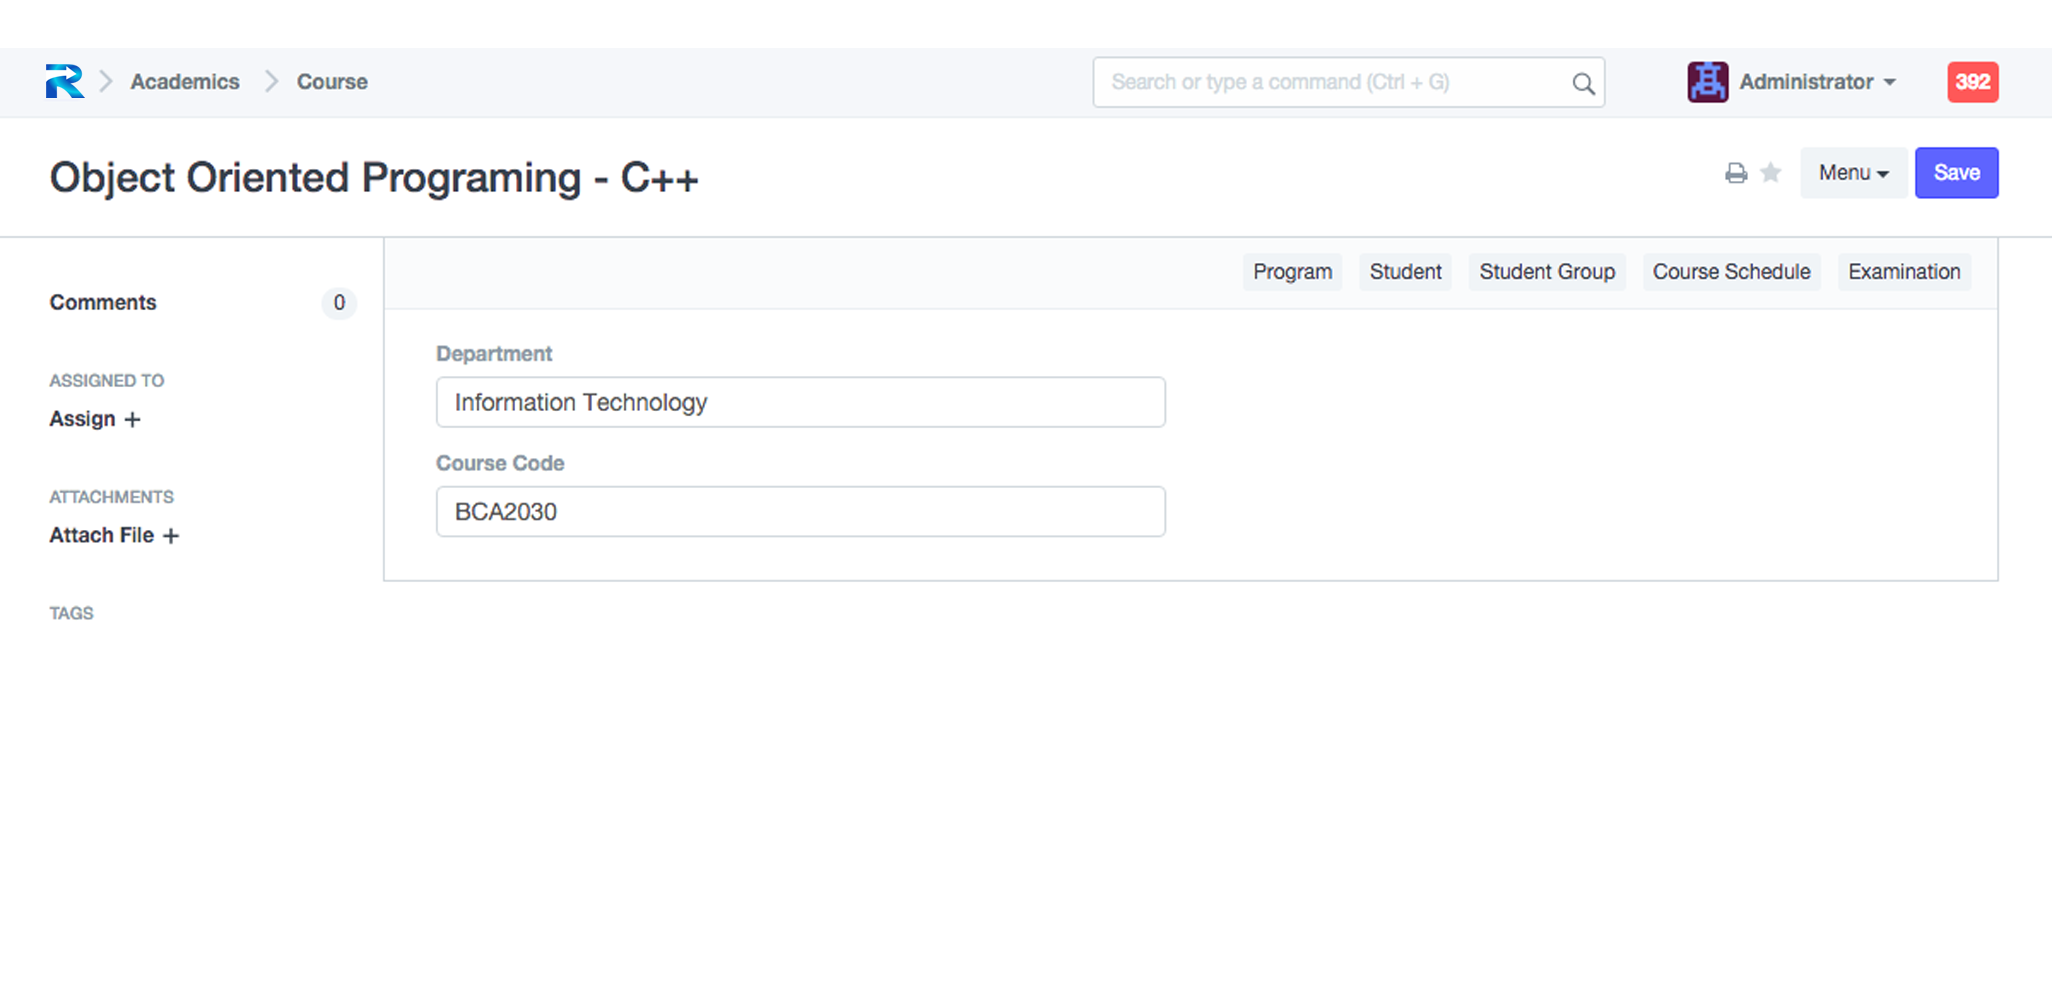 Academics Course Search or type a command (Ctrl + G) Administrator 392
Object Oriented Programing - C++ Menu Save
Program Student Student Group Course Schedule Examination
Comments 0
Department
ASSIGNED TO
Information Technology
Assign +
Course Code
ATTACHMENTS
BCA2030
Attach File +
TAGS